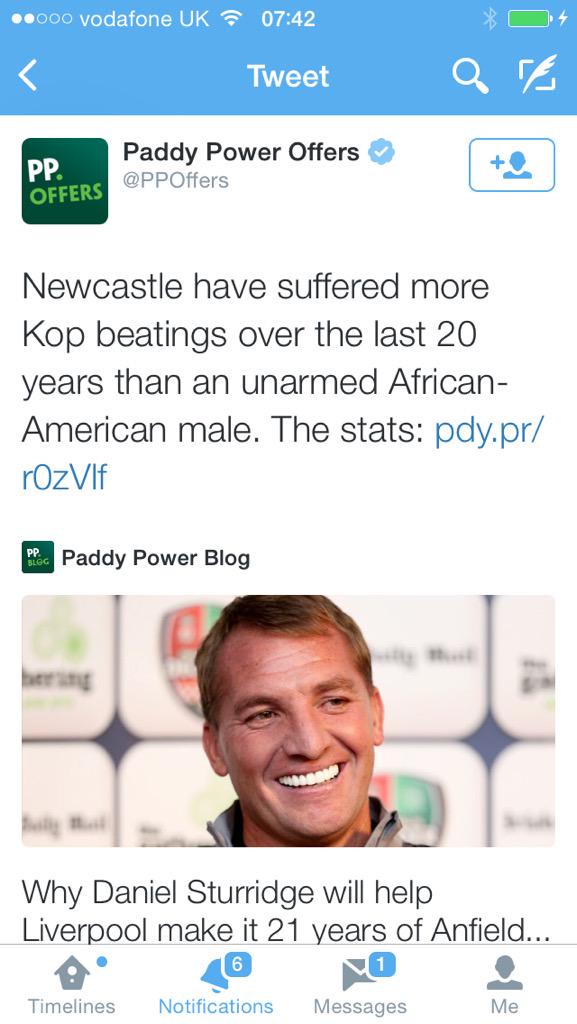 vodafone UK 07:42
Tweet
PP.
OFFERS
Paddy Power Offers
@PPOffers
Newcastle have suffered more
Kop beatings over the last 20
years than an unarmed African-
American male. The stats: pdy.pr/
r0zVlf
PP.
BLOG
Paddy Power Blog
Daily Mail
Why Daniel Sturridge will help
Liverpool make it 21 years of Anfield...
6
1
Timelines
Notifications
Messages
Me